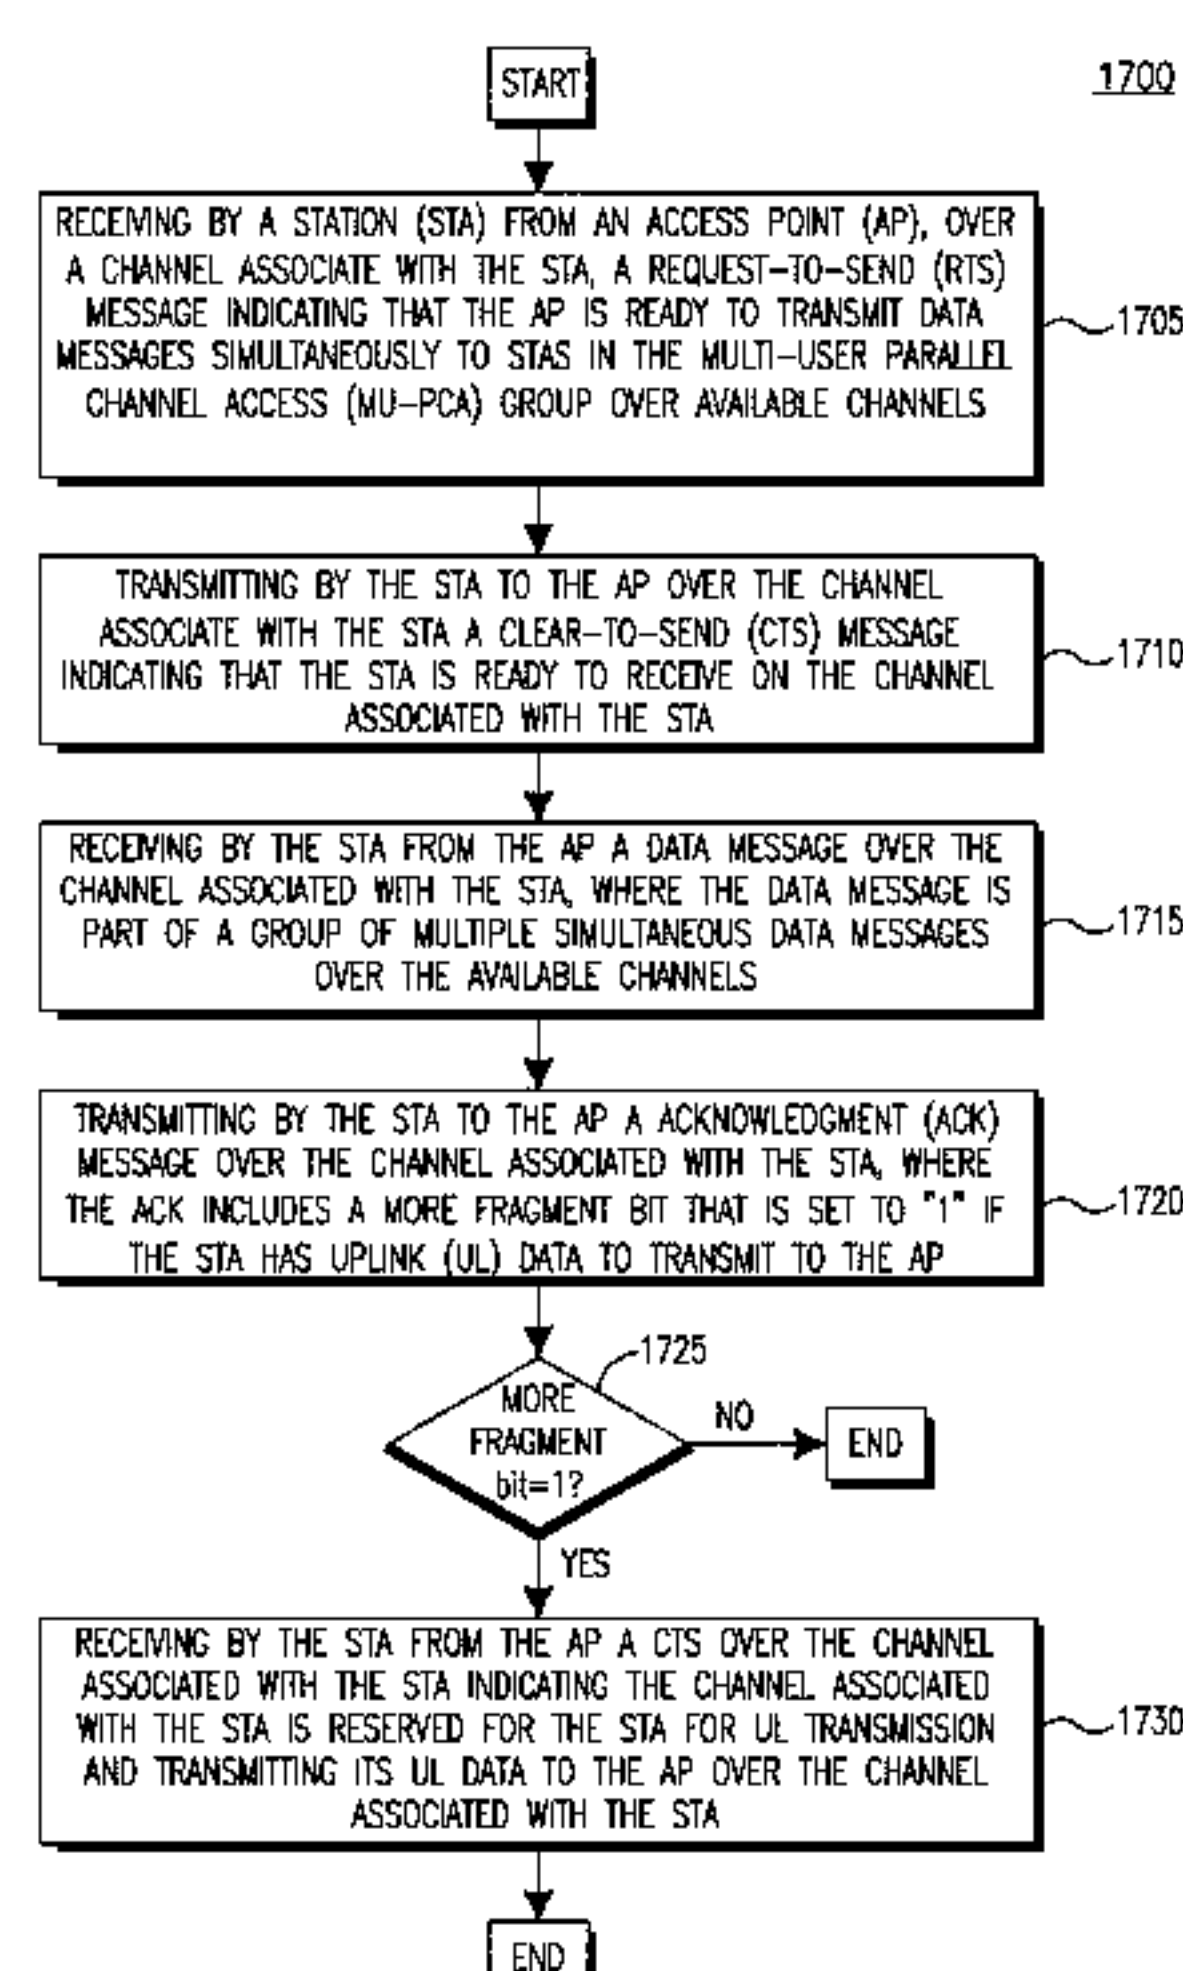 START
1700
RECEIVING BY A STATION (STA) FROM AN ACCESS POINT (AP), OVER
A CHANNEL ASSOCIATE WITH THE STA, A REQUEST-TO-SEND (RTS)
MESSAGE INDICATING THAT THE AP IS READY TO TRANSMIT DATA
MESSAGES SIMULTANEOUSLY TO STAS IN THE MULTI-USER PARALLEL
CHANNEL ACCESS (MU-PCA) GROUP OVER AVAILABLE CHANNELS
1705
TRANSMITTING BY THE STA TO THE AP OVER THE CHANNEL
ASSOCIATE WITH THE STA A CLEAR-TO-SEND (CTS) MESSAGE
INDICATING THAT THE STA IS READY TO RECEIVE ON THE CHANNEL
ASSOCIATED WITH THE STA
1710
RECEIVING BY THE STA FROM THE AP A DATA MESSAGE OVER THE
CHANNEL ASSOCIATED WITH THE STA, WHERE THE DATA MESSAGE IS
PART OF A GROUP OF MULTIPLE SIMULTANEOUS DATA MESSAGES
OVER THE AVAILABLE CHANNELS
1715
TRANSMITTING BY THE STA TO THE AP A ACKNOWLEDGMENT (ACK)
MESSAGE OVER THE CHANNEL ASSOCIATED WITH THE STA, WHERE
THE ACK INCLUDES A MORE FRAGMENT BIT THAT IS SET TO "1" IF
THE STA HAS UPLINK (UL) DATA TO TRANSMIT TO THE AP
1720
1725
MORE
FRAGMENT
bit=1?
NO
END
YES
RECEIVING BY THE STA FROM THE AP A CTS OVER THE CHANNEL
ASSOCIATED WITH THE STA INDICATING THE CHANNEL ASSOCIATED
WITH THE STA IS RESERVED FOR THE STA FOR UL TRANSMISSION
AND TRANSMITTING ITS UL DATA TO THE AP OVER THE CHANNEL
ASSOCIATED WITH THE STA
1730
END